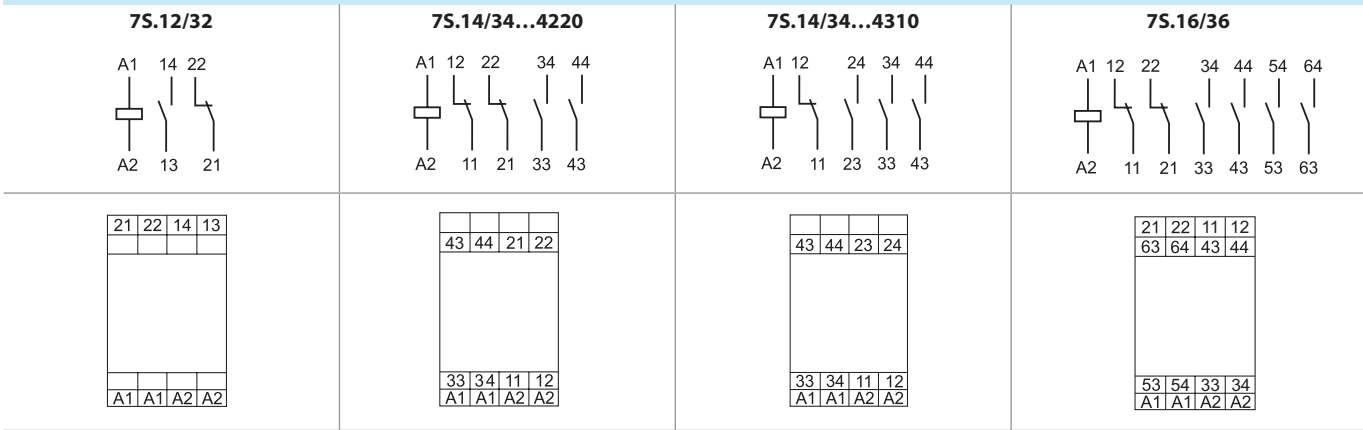 7S.12/32 7S.14/34…4220 7S.14/34…4310 7S.16/36
A1 14 22 A1 12 22 34 44 A1 12 24 34 44 A1 12 22 34 44 54 64
A2 13 21 A2 11 21 33 43 A2 11 23 33 43 A2 11 21 33 43 53 63
21 22 14 13 21 22 11 12
43 44 21 22 43 44 23 24 63 64 43 44
33 34 11 12 33 34 11 12 53 54 33 34
A1 A1 A2 A2 A1 A1 A2 A2 A1 A1 A2 A2 A1 A1 A2 A2